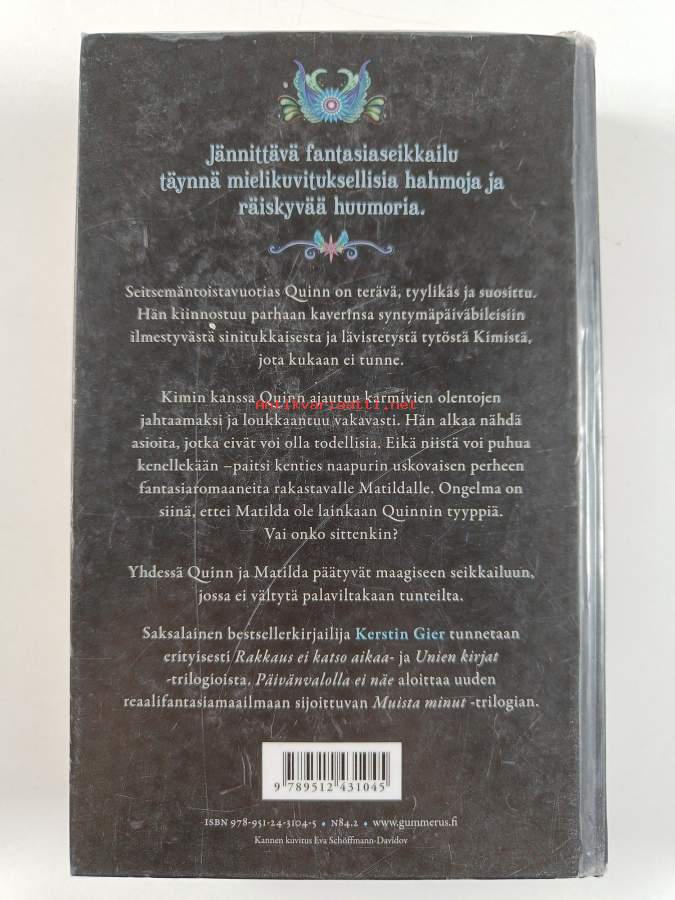 Jännittävä fantasiaseikkailu
täynnä mielikuvituksellisia hahmoja ja
räiskyvää huumoria.
Seitsemäntoistavuotias Quinn on terävä, tyylikäs ja suosittu.
Hän kiinnostuu parhaan kaverinsa syntymäpäiväbileisiin
ilmestyvästä sinitukkaisesta ja lävistetystä tytöstä Kimistä,
jota kukaan ei tunne.
Kimin kanssa Quinn ajautuu karmivien olentojen
antikvariaatti.net
jahtaamaksi ja loukkaantuu vakavasti. Hän alkaa nähdä
asioita, jotka eivät voi olla todellisia. Eikä niistä voi puhua
kenellekään –paitsi kenties naapurin uskovaisen perheen
fantasiaromaaneita rakastavalle Matildalle. Ongelma on
siinä, ettei Matilda ole lainkaan Quinnin tyyppiä.
Vai onko sittenkin?
Yhdessä Quinn ja Matilda päätyvät maagiseen seikkailuun,
jossa ei vältytä palaviltakaan tunteilta.
Saksalainen bestsellerkirjailija Kerstin Gier tunnetaan
erityisesti Rakkaus ei katso aikaa- ja Unien kirjat
-trilogioista. Päivänvalolla ei näe aloittaa uuden
reaalifantasiamaailmaan sijoittuvan Muista minut -trilogian.
9 789512 431045
ISBN 978-951-24-3104-5 • N84.2 • www.gummerus.fi
Kannen kuvitus Eva Schöffmann-Davidov